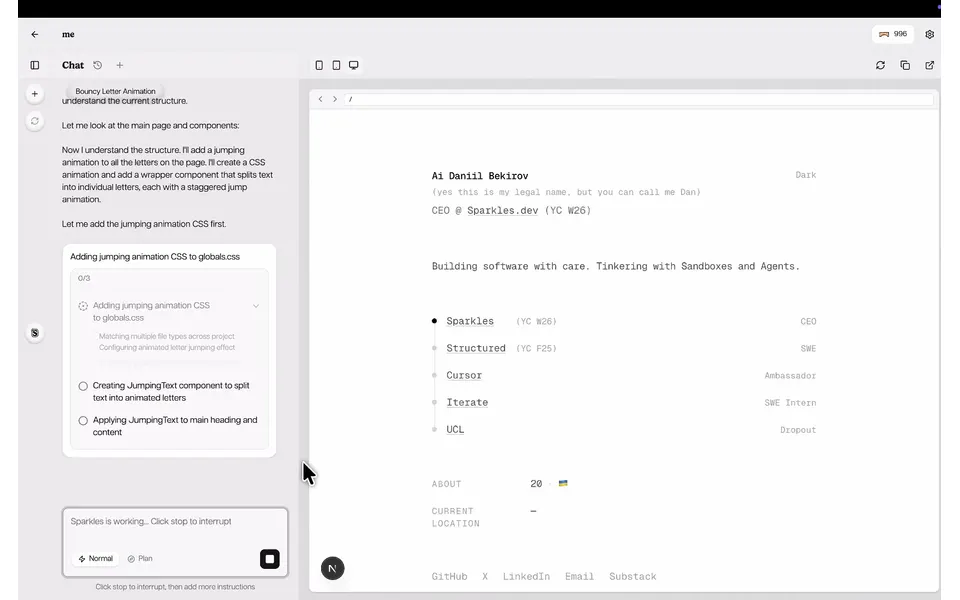 me
996
Chat
Bouncy Letter Animation
understand the current structure.
Let me look at the main page and components:
Now I understand the structure. I'll add a jumping
animation to all the letters on the page. I'll create a CSS
animation and add a wrapper component that splits text
into individual letters, each with a staggered jump
animation.
Let me add the jumping animation CSS first.
Adding jumping animation CSS to globals.css
0/3
Adding jumping animation CSS
to globals.css
Matching multiple file types across project
Configuring animated letter jumping effect
Creating JumpingText component to split
text into animated letters
Applying JumpingText to main heading and
content
Sparkles is working... Click stop to interrupt
Normal
Plan
Click stop to interrupt, then add more instructions
/
Ai Daniil Bekirov
Dark
(yes this is my legal name, but you can call me Dan)
CEO @ Sparkles.dev (YC W26)
Building software with care. Tinkering with Sandboxes and Agents.
Sparkles (YC W26) CEO
Structured (YC F25) SWE
Cursor Ambassador
Iterate SWE Intern
UCL Dropout
ABOUT 20 · 🇺🇦
CURRENT —
LOCATION
GitHub X LinkedIn Email Substack
N
S